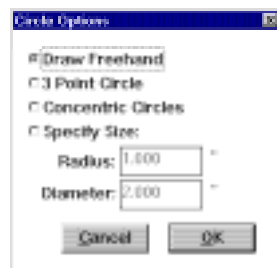 Circle Options
Draw Freehand
3 Point Circle
Concentric Circles
Specify Size:
Radius: 1.000 "
Diameter: 2.000 "
Cancel OK